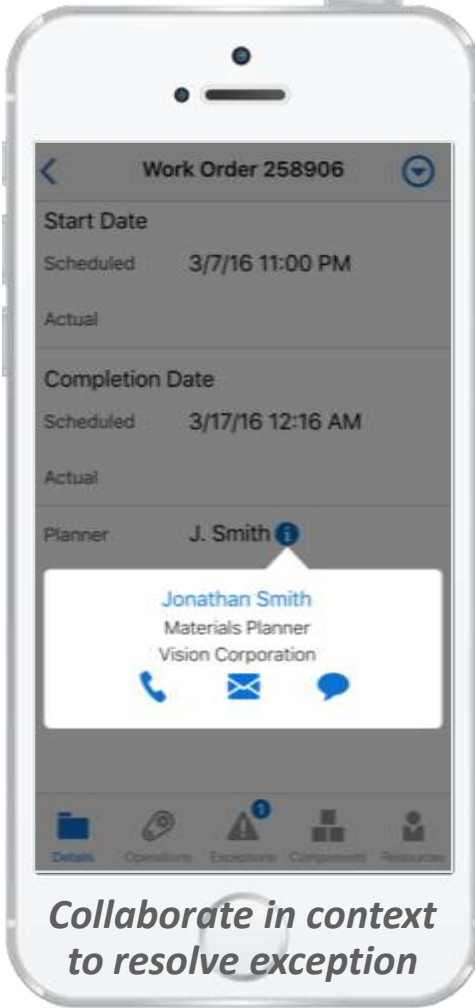 Work Order 258906
Start Date
Scheduled 3/7/16 11:00 PM
Actual
Completion Date
Scheduled 3/17/16 12:16 AM
Actual
Planner J. Smith i
Jonathan Smith
Materials Planner
Vision Corporation
1
Details Operations Exceptions Components Resources
Collaborate in context
to resolve exception